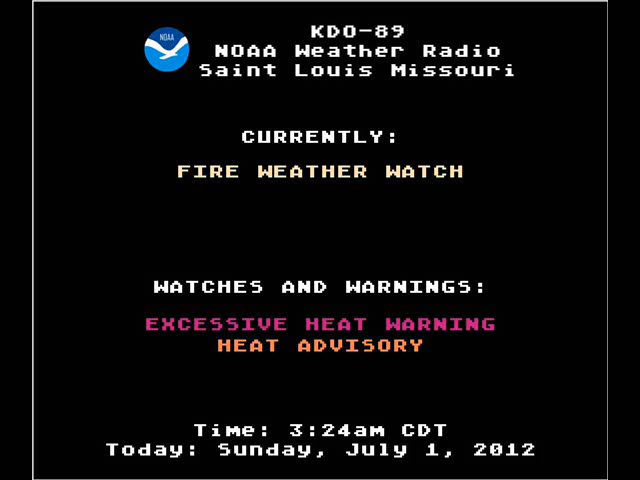 NOAA
KDO-89
NOAA Weather Radio
Saint Louis Missouri
CURRENTLY:
FIRE WEATHER WATCH
WATCHES AND WARNINGS:
EXCESSIVE HEAT WARNING
HEAT ADVISORY
Time: 3:24am CDT
Today: Sunday, July 1, 2012